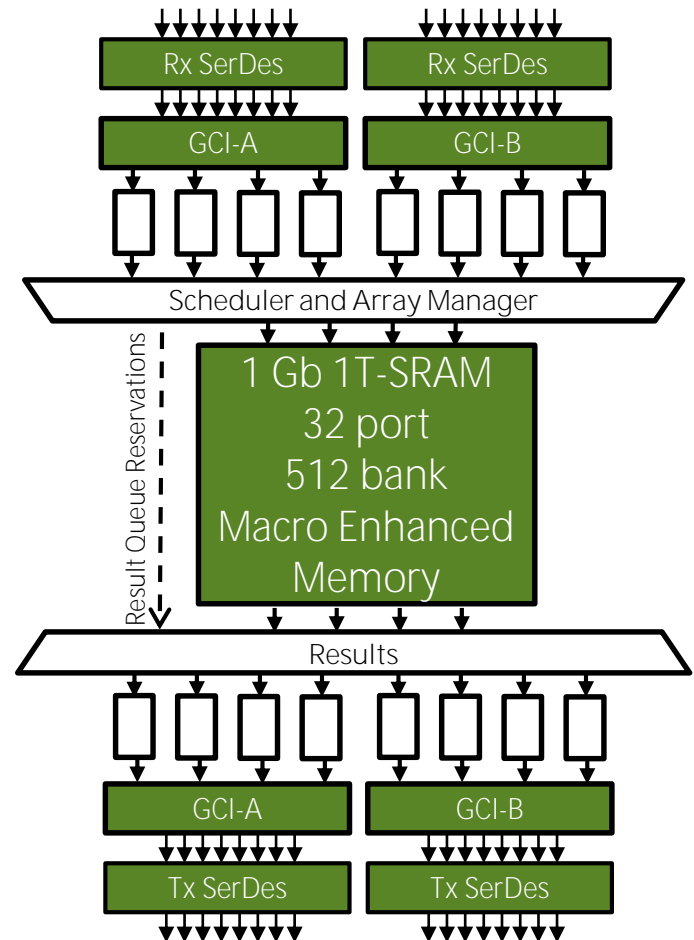 Rx SerDes
Rx SerDes
GCI-A
GCI-B
Scheduler and Array Manager
Result Queue Reservations
1 Gb 1T-SRAM
32 port
512 bank
Macro Enhanced
Memory
Results
GCI-A
GCI-B
Tx SerDes
Tx SerDes